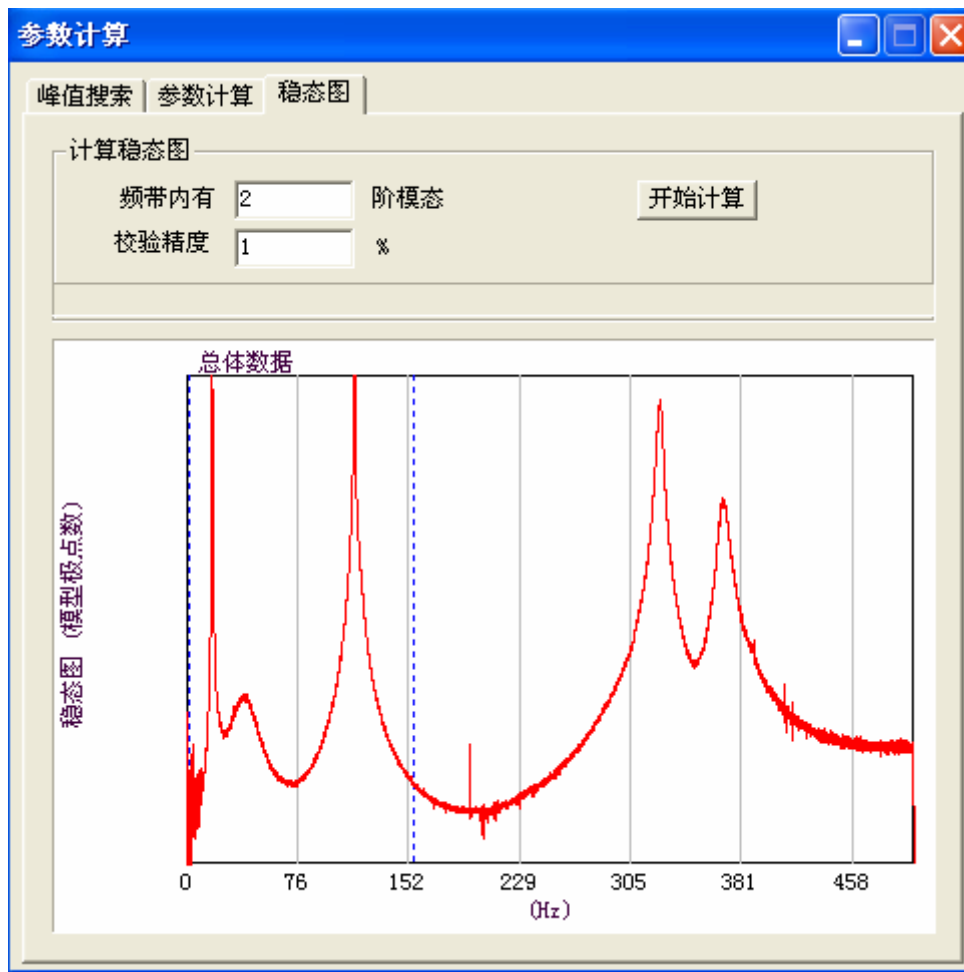 参数计算
峰值搜索 参数计算 稳态图
计算稳态图
频带内有 2 阶模态 开始计算
校验精度 1 %
总体数据
稳态图 (模型极点数)
0 76 152 229 305 381 458
(Hz)